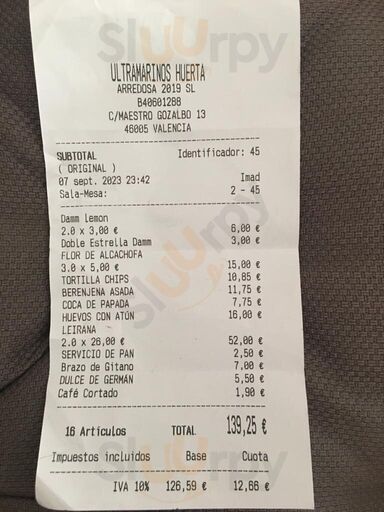 ULTRAMARINOS HUERTA
ARREDOSA 2019 SL
B40601288
C/MAESTRO GOZALBO 13
46005 VALENCIA
SUBTOTAL Identificador: 45
( ORIGINAL )
07 sept. 2023 23:42 Imad
Sala-Mesa: 2 - 45
Damm Lemon
2.0 x 3,00 € 6,00 €
Doble Estrella Damm 3,00 €
FLOR DE ALCACHOFA
3.0 x 5,00 € 15,00 €
TORTILLA CHIPS 10,85 €
BERENJENA ASADA 11,75 €
COCA DE PAPADA 7,75 €
HUEVOS CON ATÚN 16,00 €
LEIRANA
2.0 x 26,00 € 52,00 €
SERVICIO DE PAN 2,50 €
Brazo de Gitano 7,00 €
DULCE DE GERMÁN 5,50 €
Café Cortado 1,90 €
16 Artículos TOTAL 139,25 €
Impuestos incluidos Base Cuota
IVA 10% 126,59 € 12,66 €
Sluurpy
Sluurpy
Sluurpy